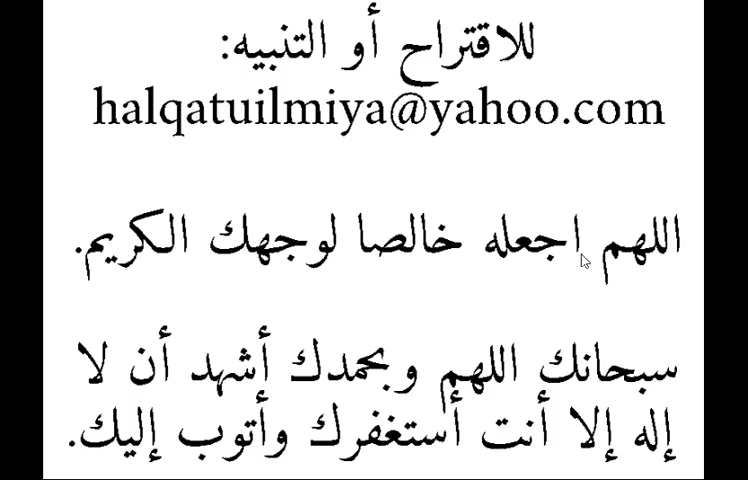 للاقتراح أو التنبيه:
halqatuilmiya@yahoo.com
اللهم اجعله خالصا لوجهك الكريم.
سبحانك اللهم وبحمدك أشهد أن لا
إله إلا أنت أستغفرك وأتوب إليك.